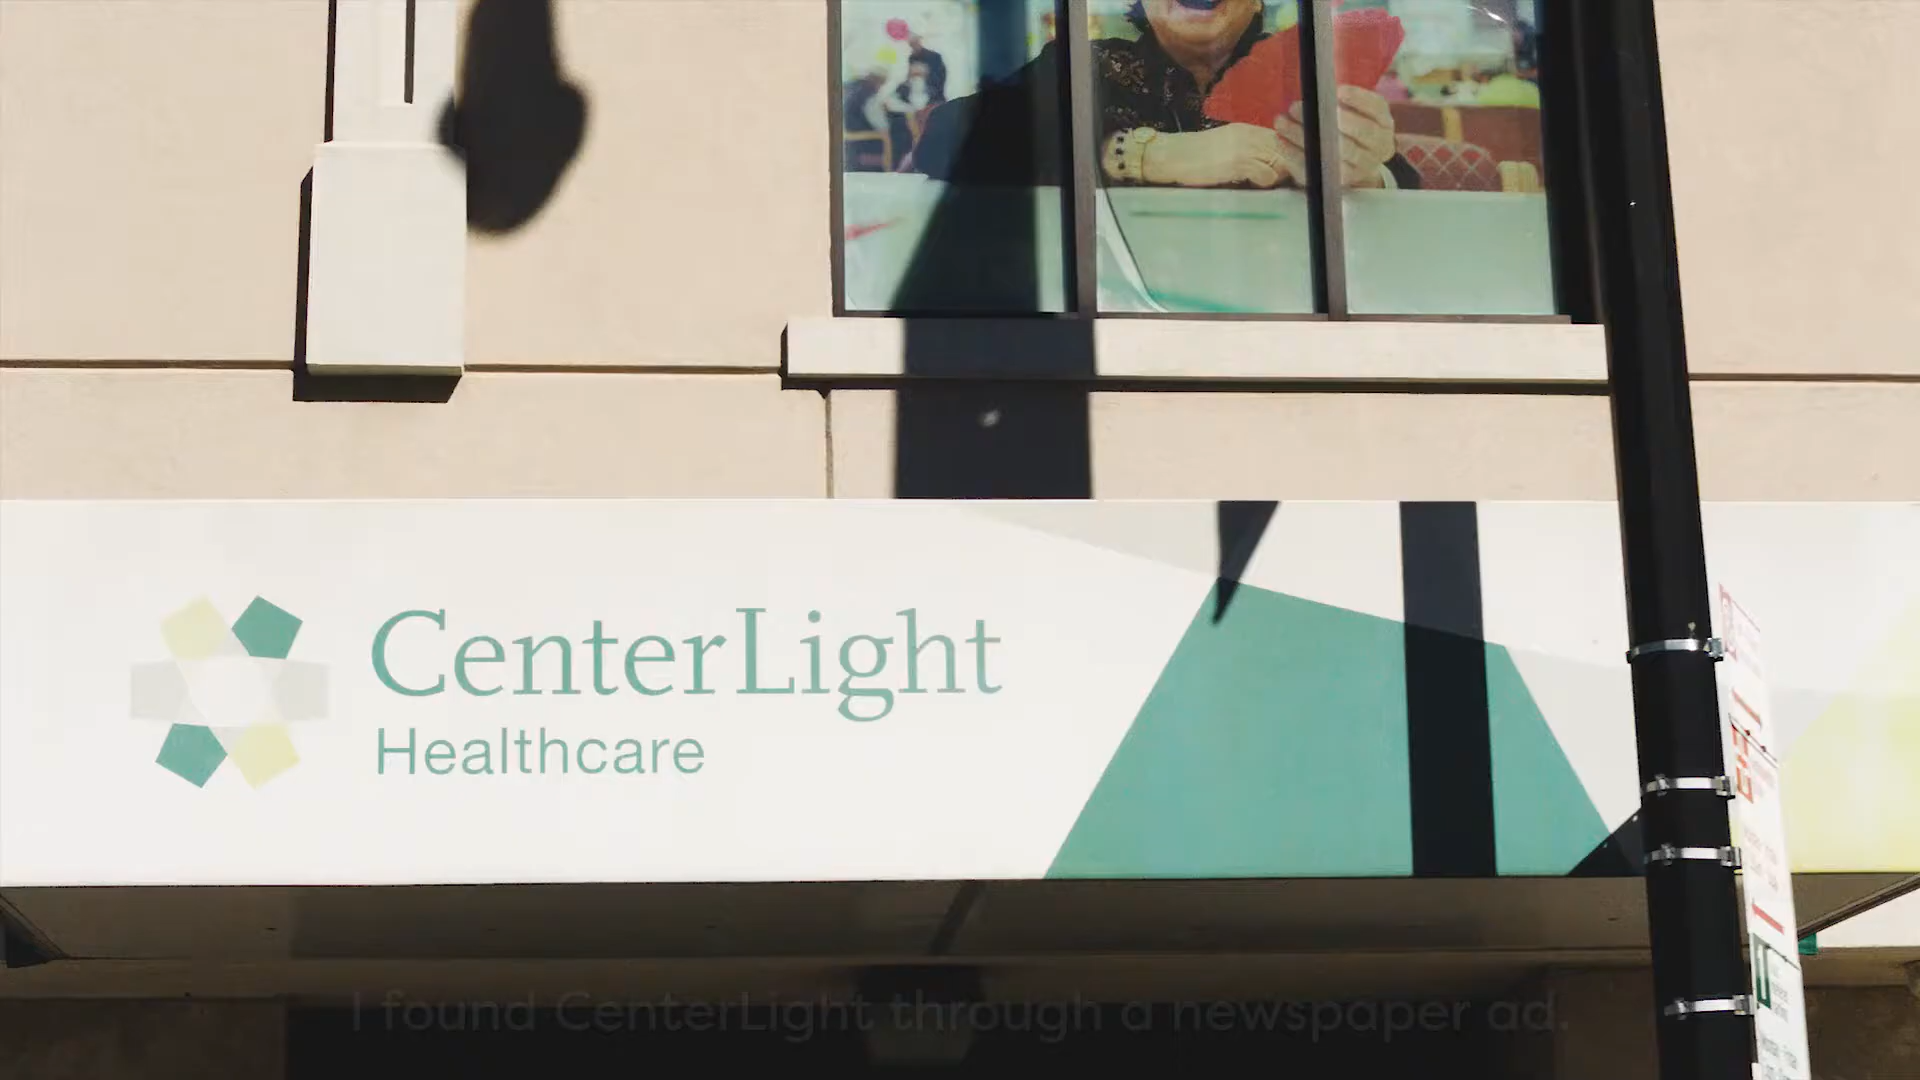 CenterLight
Healthcare
I found CenterLight through a newspaper ad.